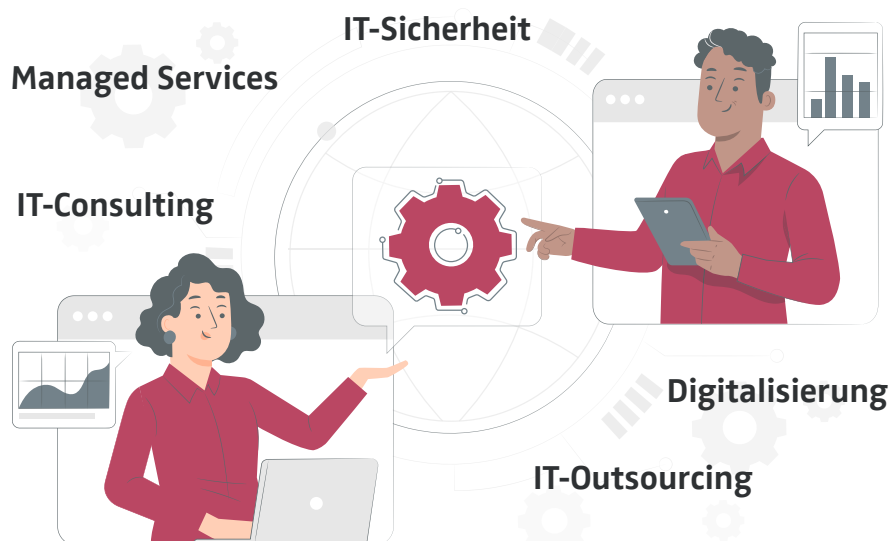 IT-Sicherheit
Managed Services
IT-Consulting
Digitalisierung
IT-Outsourcing